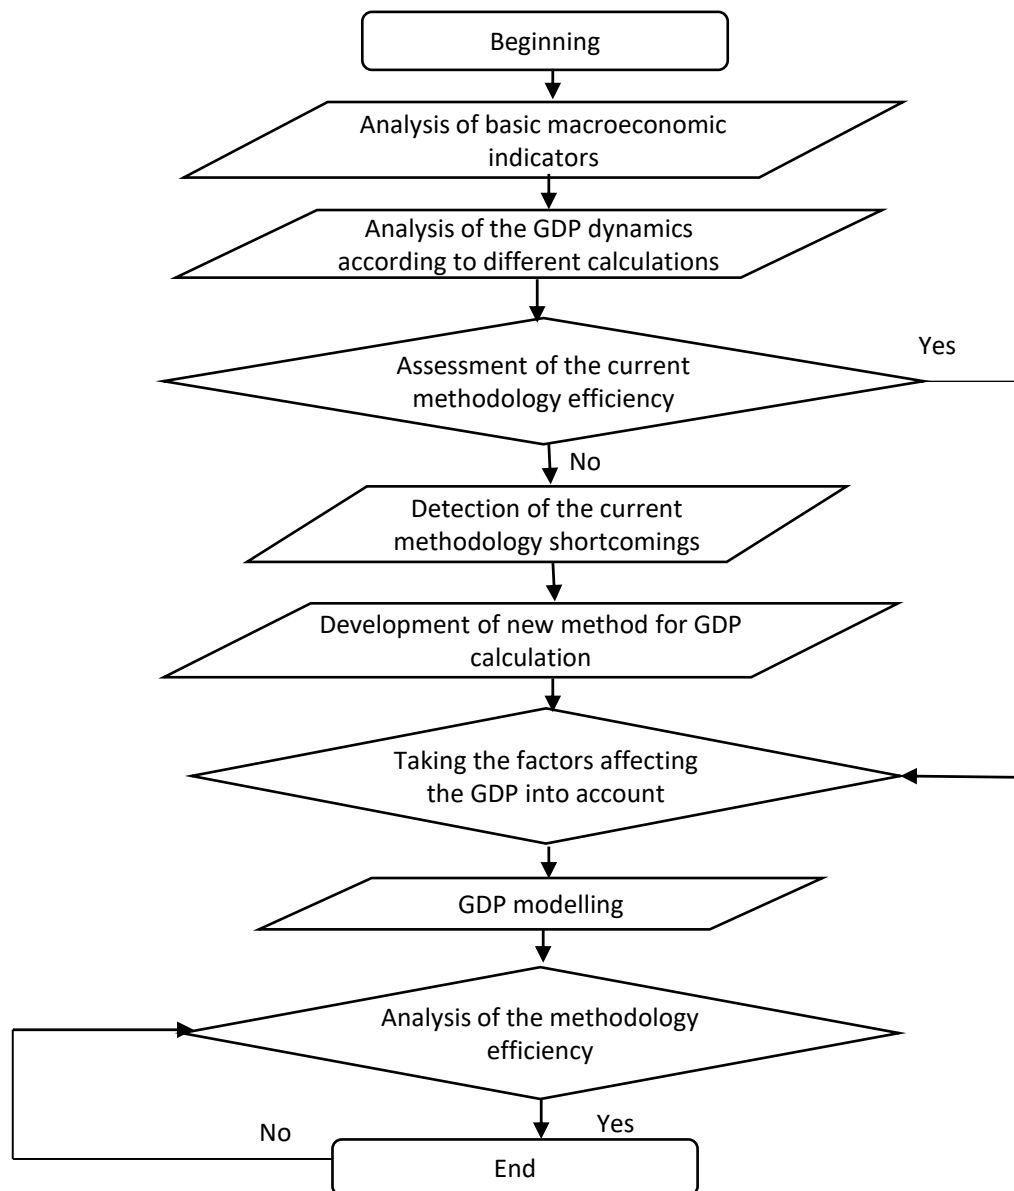 Beginning
Analysis of basic macroeconomic
indicators
Analysis of the GDP dynamics
according to different calculations
Yes
Assessment of the current
methodology efficiency
No
Detection of the current
methodology shortcomings
Development of new method for GDP
calculation
Taking the factors affecting
the GDP into account
GDP modelling
Analysis of the methodology
efficiency
Yes
No
End